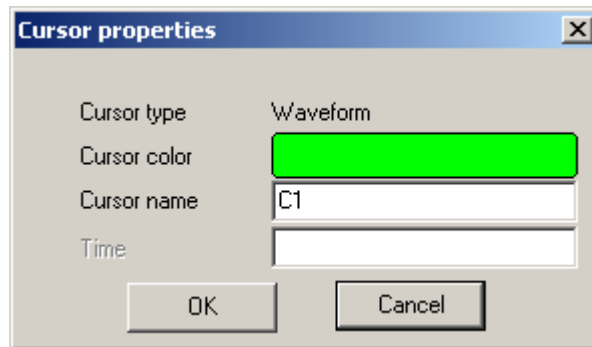 Cursor properties
Cursor type Waveform
Cursor color
Cursor name C1
Time
OK Cancel